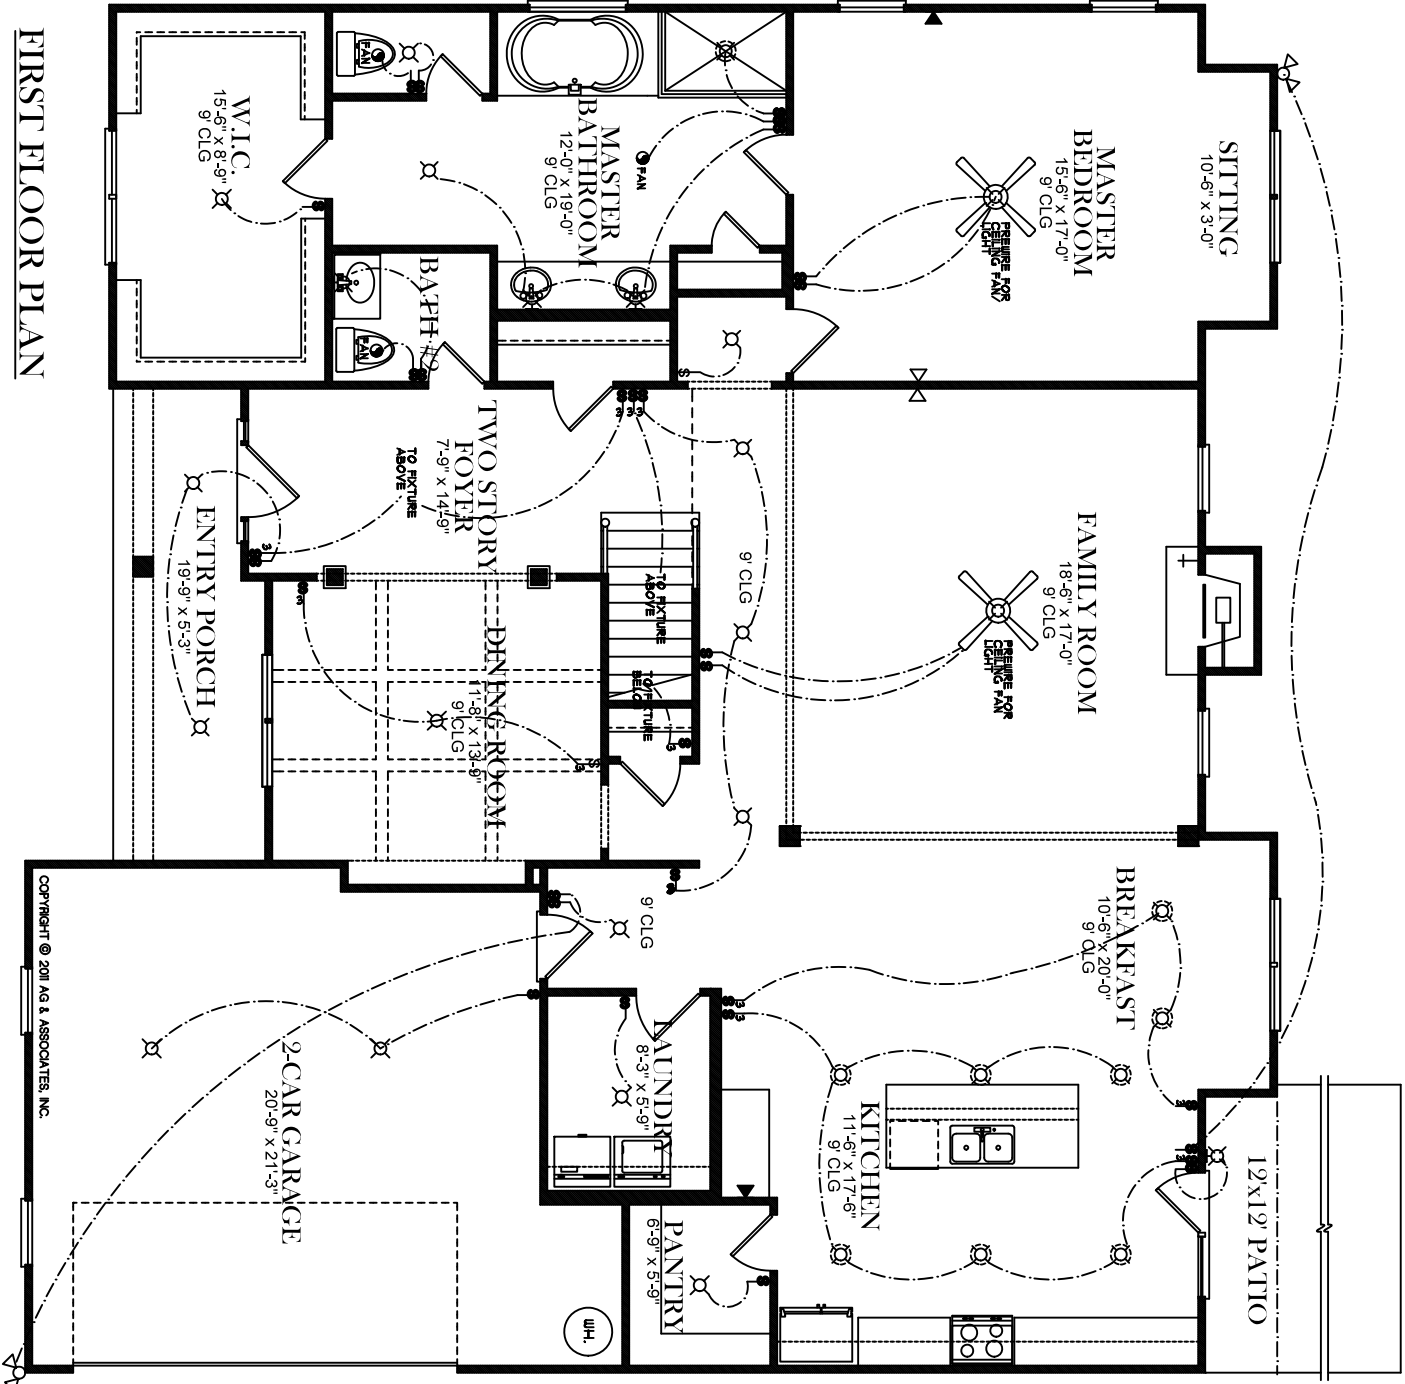 SITTING
10'-6" x 3'-0"
MASTER
BEDROOM
15'-6" x 17'-0"
9' CLG
PREWIRE FOR
CEILING FAN/
LIGHT
MASTER
BATHROOM
12'-0" x 19'-0"
9' CLG
FAN
FAN
W.I.C.
15'-6" x 8'-9"
9' CLG
BATH #2
FAN
FAMILY ROOM
18'-6" x 17'-0"
9' CLG
PREWIRE FOR
CEILING FAN
LIGHT
9' CLG
TWO STORY
FOYER
7'-9" x 14'-9"
TO FIXTURE
ABOVE
TO FIXTURE
ABOVE
TO FIXTURE
BELOW
ENTRY PORCH
19'-9" x 5'-3"
DINING ROOM
11'-8" x 13'-9"
9' CLG
12'x12' PATIO
BREAKFAST
10'-6" x 20'-0"
9' CLG
KITCHEN
11'-6" x 17'-6"
9' CLG
9' CLG
LAUNDRY
8'-3" x 5'-9"
PANTRY
6'-9" x 5'-9"
2-CAR GARAGE
20'-9" x 21'-3"
WH.
COPYRIGHT © 2011 AG & ASSOCIATES, INC.
FIRST FLOOR PLAN